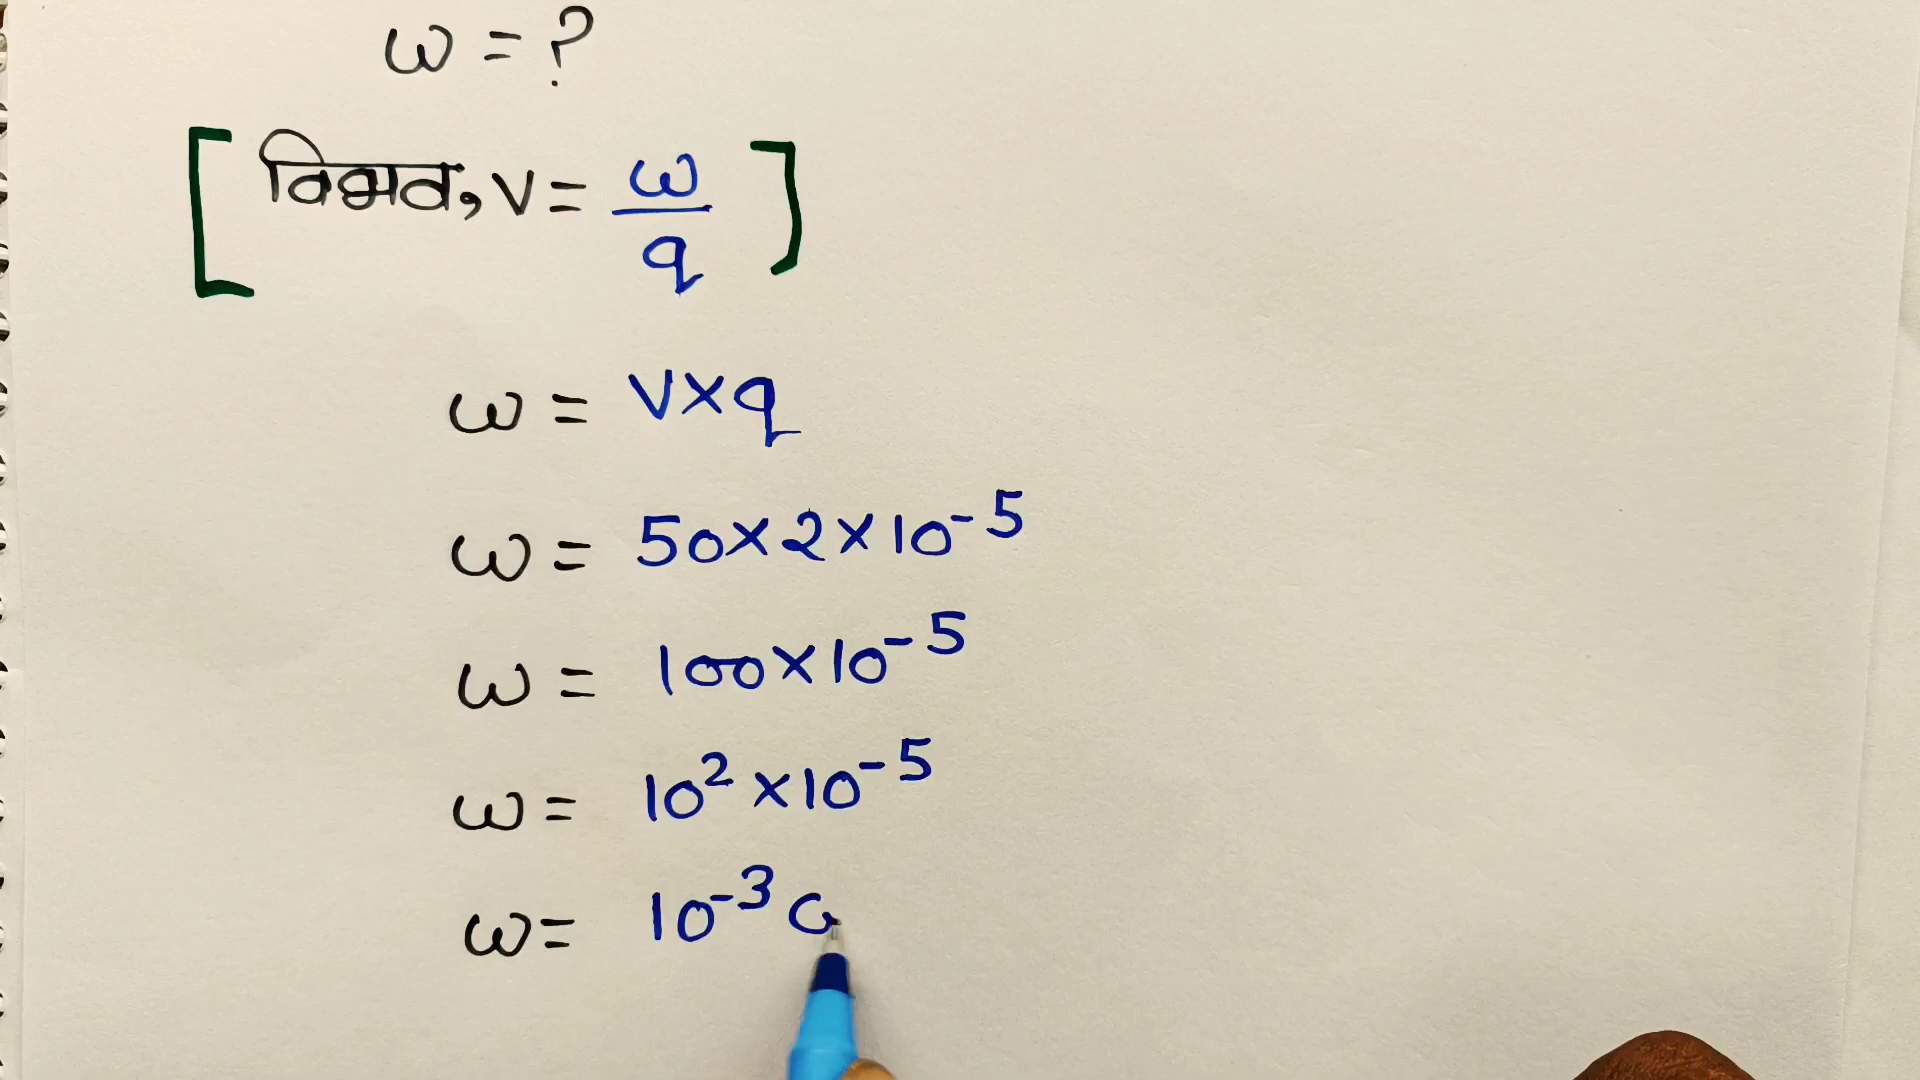 ω = ?
[ विभव, V = ω/q ]
ω = V×q
ω = 50×2×10⁻⁵
ω = 100×10⁻⁵
ω = 10²×10⁻⁵
ω = 10⁻³